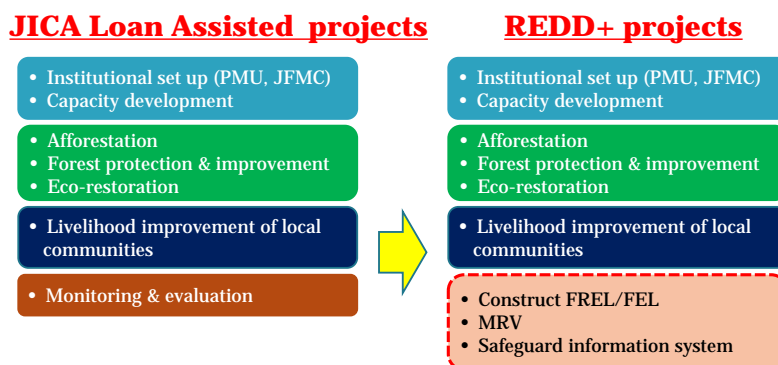 JICA Loan Assisted projects
• Institutional set up (PMU, JFMC)
• Capacity development
• Afforestation
• Forest protection & improvement
• Eco-restoration
• Livelihood improvement of local
communities
• Monitoring & evaluation
REDD+ projects
• Institutional set up (PMU, JFMC)
• Capacity development
• Afforestation
• Forest protection & improvement
• Eco-restoration
• Livelihood improvement of local
communities
• Construct FREL/FEL
• MRV
• Safeguard information system